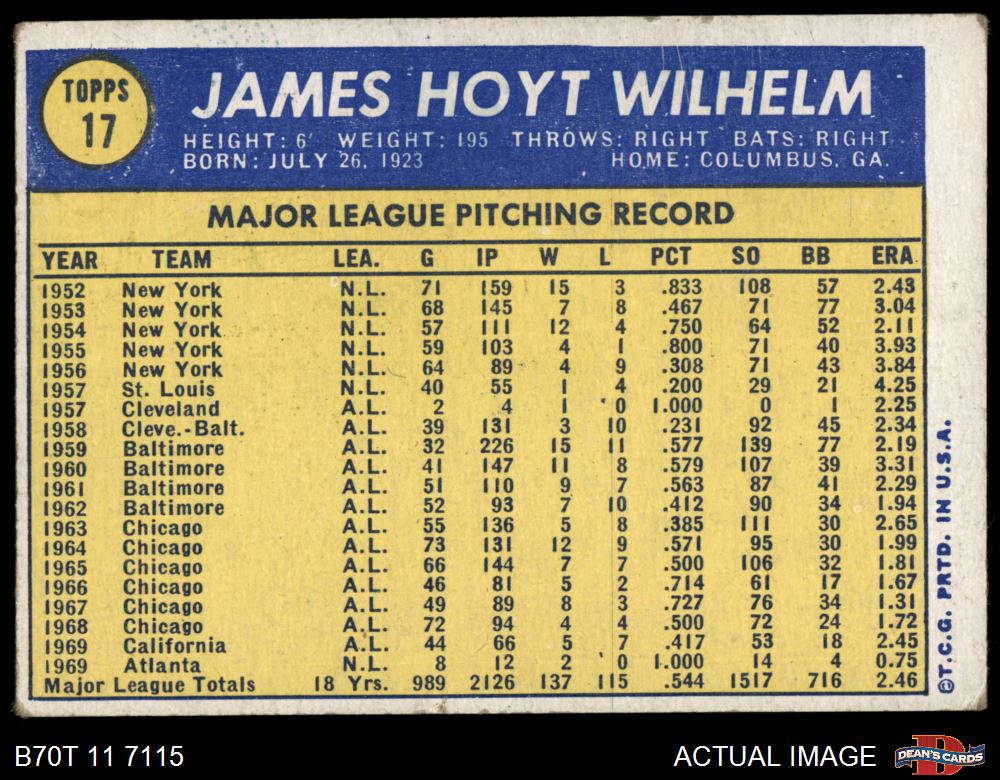 TOPPS
17
JAMES HOYT WILHELM
HEIGHT: 6' WEIGHT: 195 THROWS: RIGHT BATS: RIGHT
BORN: JULY 26, 1923 HOME: COLUMBUS, GA.
MAJOR LEAGUE PITCHING RECORD
YEAR TEAM LEA. G IP W L PCT SO BB ERA
1952 New York N.L. 71 159 15 3 .833 108 57 2.43
1953 New York N.L. 68 145 7 8 .467 71 77 3.04
1954 New York N.L. 57 111 12 4 .750 64 52 2.11
1955 New York N.L. 59 103 4 1 .800 71 40 3.93
1956 New York N.L. 64 89 4 9 .308 71 43 3.84
1957 St. Louis N.L. 40 55 1 4 .200 29 21 4.25
1957 Cleveland A.L. 2 4 1 0 1.000 0 1 2.25
1958 Cleve.-Balt. A.L. 39 131 3 10 .231 92 45 2.34
1959 Baltimore A.L. 32 226 15 11 .577 139 77 2.19
1960 Baltimore A.L. 41 147 11 8 .579 107 39 3.31
1961 Baltimore A.L. 51 110 9 7 .563 87 41 2.29
1962 Baltimore A.L. 52 93 7 10 .412 90 34 1.94
1963 Chicago A.L. 55 136 5 8 .385 111 30 2.65
1964 Chicago A.L. 73 131 12 9 .571 95 30 1.99
1965 Chicago A.L. 66 144 7 7 .500 106 32 1.81
1966 Chicago A.L. 46 81 5 2 .714 61 17 1.67
1967 Chicago A.L. 49 89 8 3 .727 76 34 1.31
1968 Chicago A.L. 72 94 4 4 .500 72 24 1.72
1969 California A.L. 44 66 5 7 .417 53 18 2.45
1969 Atlanta N.L. 8 12 2 0 1.000 14 4 0.75
Major League Totals 18 Yrs. 989 2126 137 115 .544 1517 716 2.46
©T.C.G. PRTD. IN U.S.A.
B70T 11 7115
ACTUAL IMAGE
D
DEAN'S CARDS